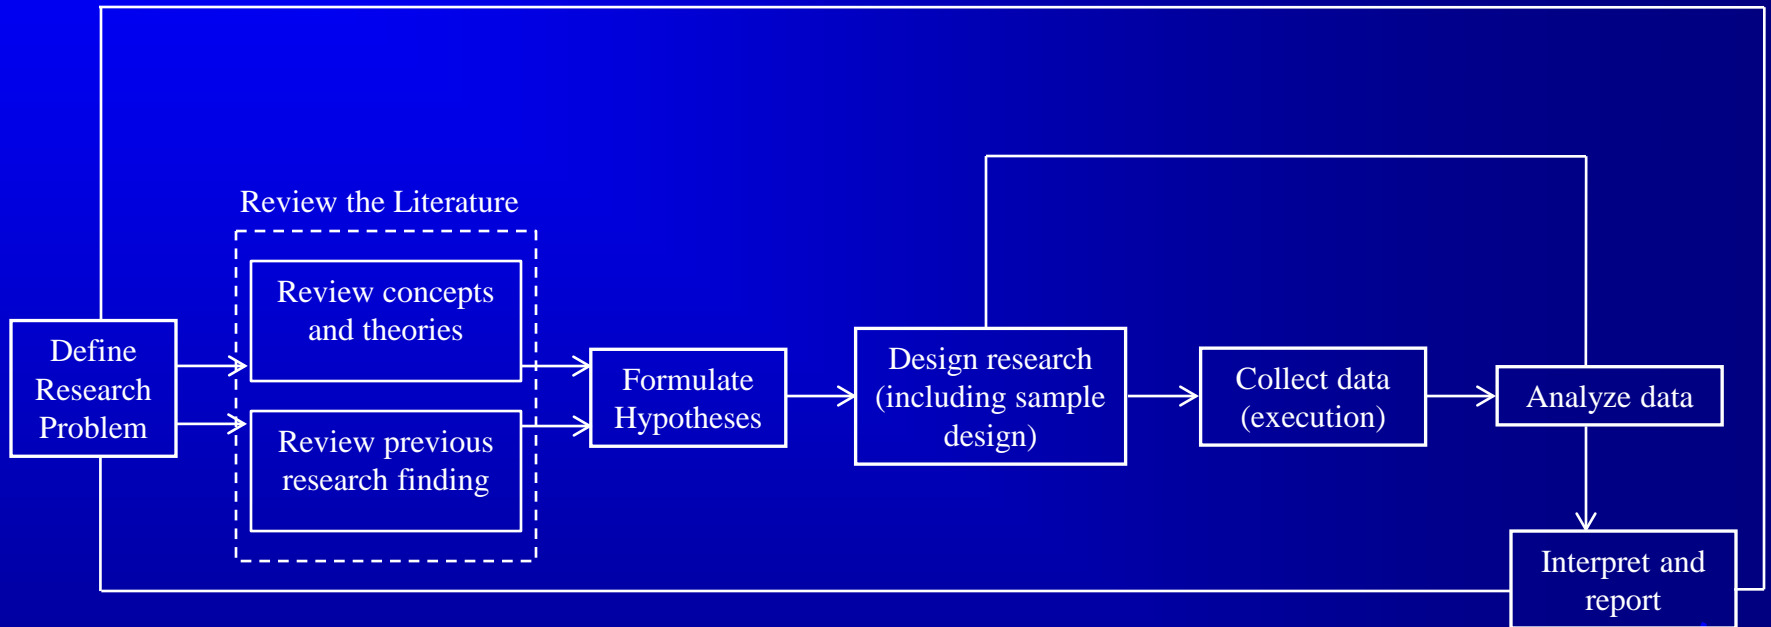 Review the Literature
Define
Research
Problem
Review concepts
and theories
Review previous
research finding
Formulate
Hypotheses
Design research
(including sample
design)
Collect data
(execution)
Analyze data
Interpret and
report